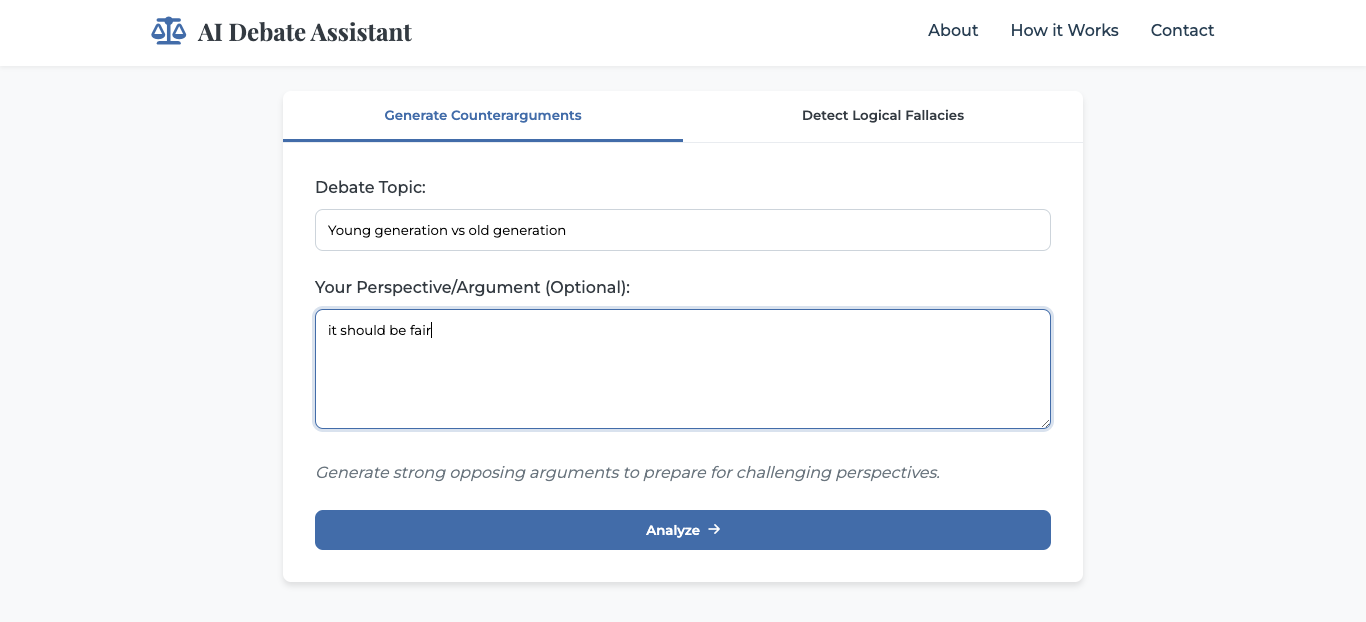 AI Debate Assistant
About
How it Works
Contact
Generate Counterarguments
Detect Logical Fallacies
Debate Topic:
Young generation vs old generation
Your Perspective/Argument (Optional):
it should be fair
Generate strong opposing arguments to prepare for challenging perspectives.
Analyze →